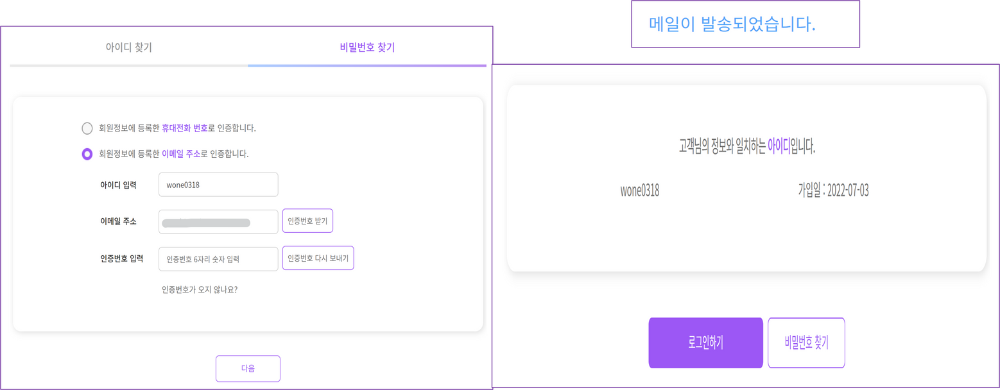 아이디 찾기
비밀번호 찾기
회원정보에 등록한 휴대전화 번호로 인증합니다.
회원정보에 등록한 이메일 주소로 인증합니다.
아이디 입력 wone0318
이메일 주소 인증번호 받기
인증번호 입력 인증번호 6자리 숫자 입력 인증번호 다시 보내기
인증번호가 오지 않나요?
다음
메일이 발송되었습니다.
고객님의 정보와 일치하는 아이디입니다.
wone0318 가입일 : 2022-07-03
로그인하기 비밀번호 찾기